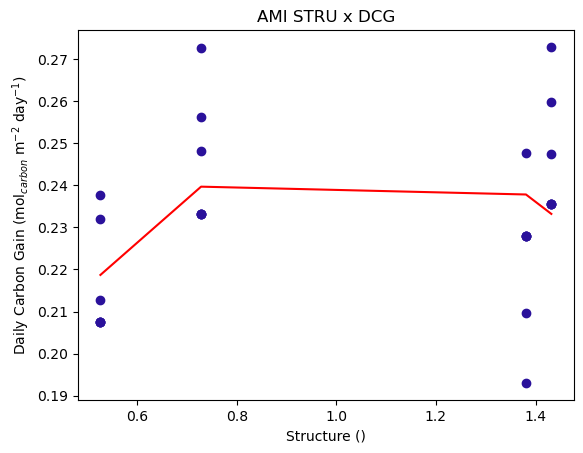 AMI STRU x DCG
Daily Carbon Gain (mol_carbon m⁻² day⁻¹)
0.27
0.26
0.25
0.24
0.23
0.22
0.21
0.20
0.19
0.6 0.8 1.0 1.2 1.4
Structure ()